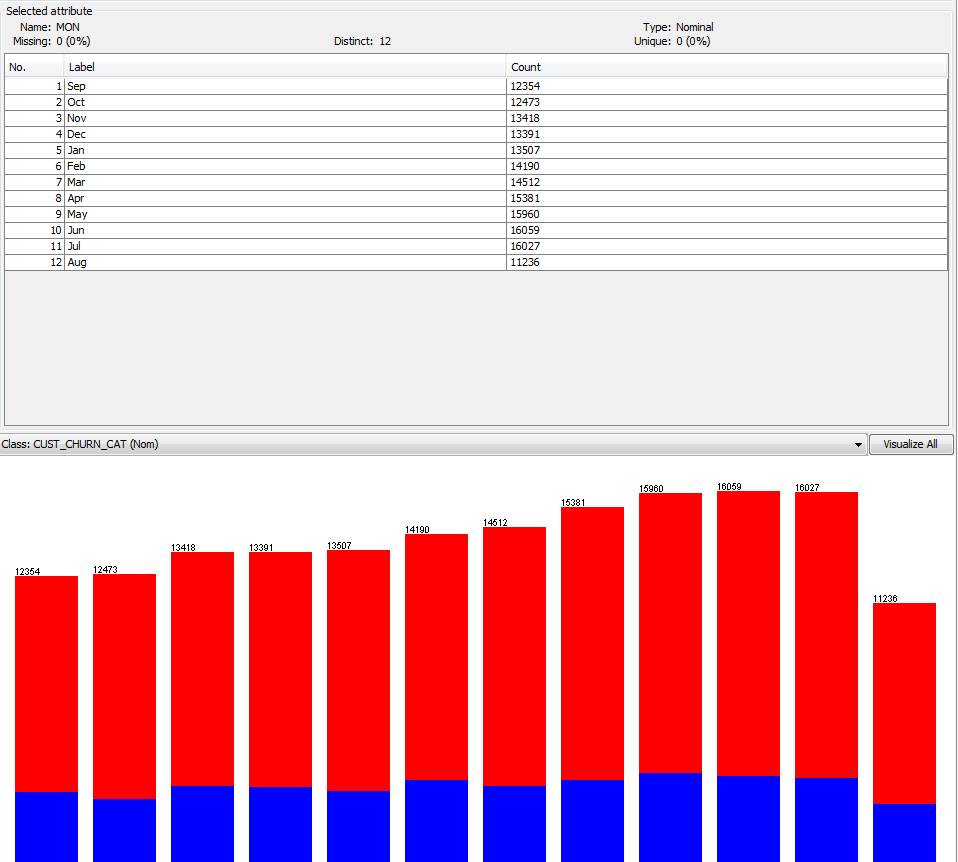 Selected attribute
Name: MON Type: Nominal
Missing: 0 (0%) Distinct: 12 Unique: 0 (0%)
No. Label Count
1 Sep 12354
2 Oct 12473
3 Nov 13418
4 Dec 13391
5 Jan 13507
6 Feb 14190
7 Mar 14512
8 Apr 15381
9 May 15960
10 Jun 16059
11 Jul 16027
12 Aug 11236
Class: CUST_CHURN_CAT (Nom) Visualize All
12354 12473 13418 13391 13507 14190 14512 15381 15960 16059 16027 11236